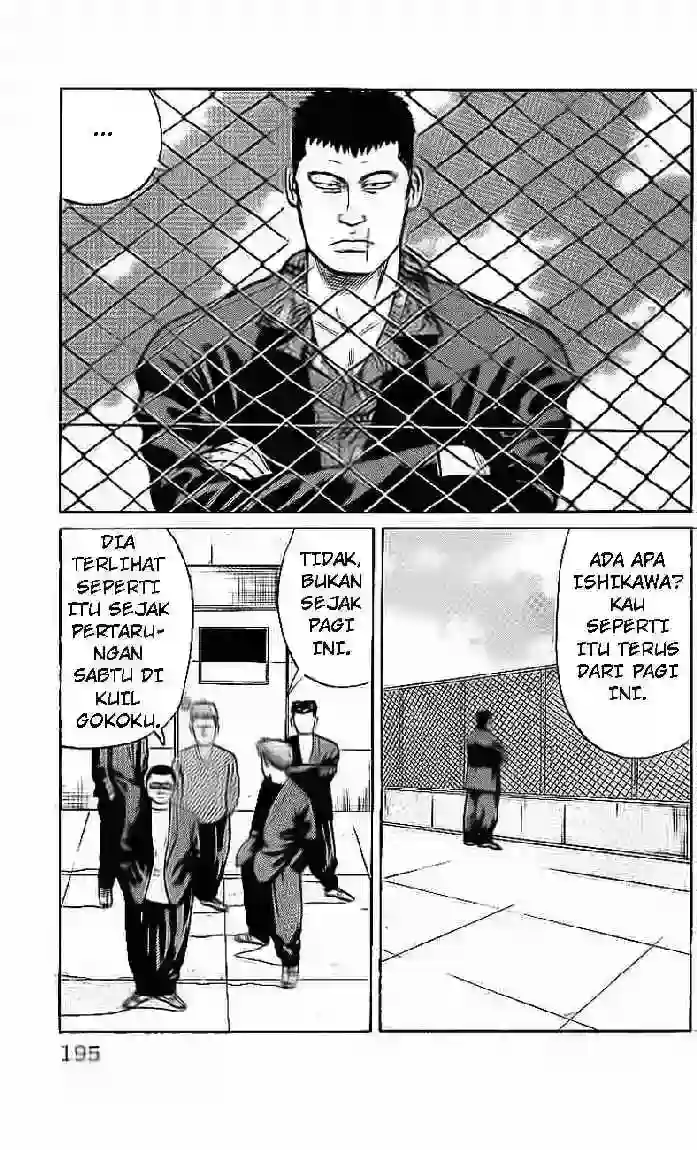 ...
ADA APA
ISHIKAWA?
KAU
SEPERTI
ITU TERUS
DARI PAGI
INI.
TIDAK,
BUKAN
SEJAK
PAGI
INI.
DIA
TERLIHAT
SEPERTI
ITU SEJAK
PERTARU-
NGAN
SABTU DI
KUIL
GOKOKU.
195